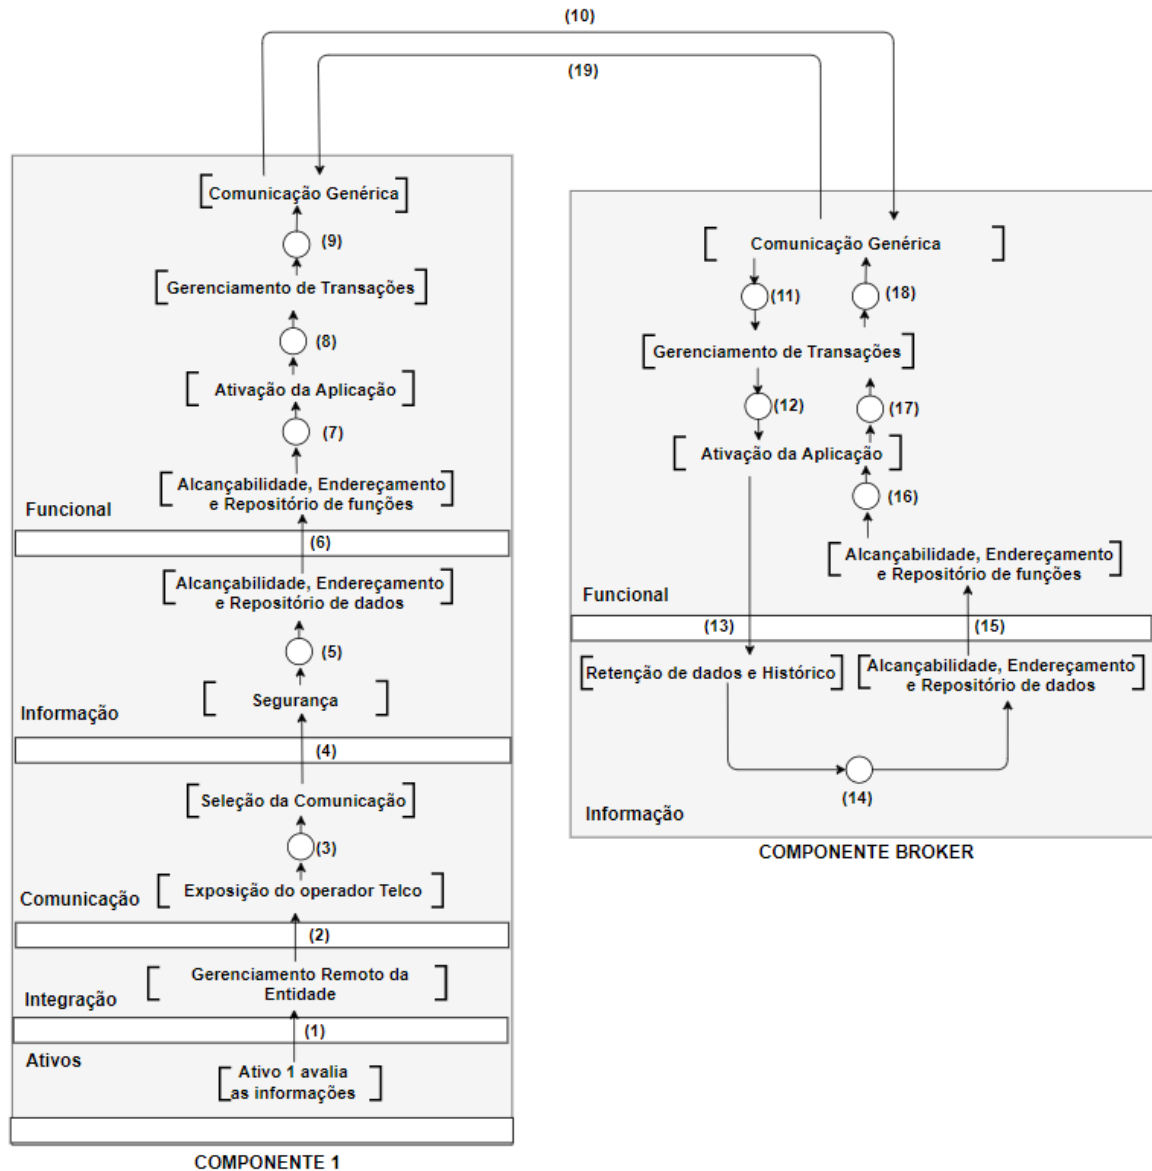 (10)
(19)
Comunicação Genérica
(9)
Gerenciamento de Transações
(8)
Ativação da Aplicação
(7)
Alcançabilidade, Endereçamento
e Repositório de funções
Funcional
(6)
Alcançabilidade, Endereçamento
e Repositório de dados
(5)
Segurança
Informação
(4)
Seleção da Comunicação
(3)
Exposição do operador Telco
Comunicação
(2)
Gerenciamento Remoto da
Entidade
Integração
(1)
Ativos
Ativo 1 avalia
as informações
COMPONENTE 1
Comunicação Genérica
(11)
(18)
Gerenciamento de Transações
(12)
(17)
Ativação da Aplicação
(16)
Alcançabilidade, Endereçamento
e Repositório de funções
Funcional
(13)
(15)
Retenção de dados e Histórico
Alcançabilidade, Endereçamento
e Repositório de dados
(14)
Informação
COMPONENTE BROKER